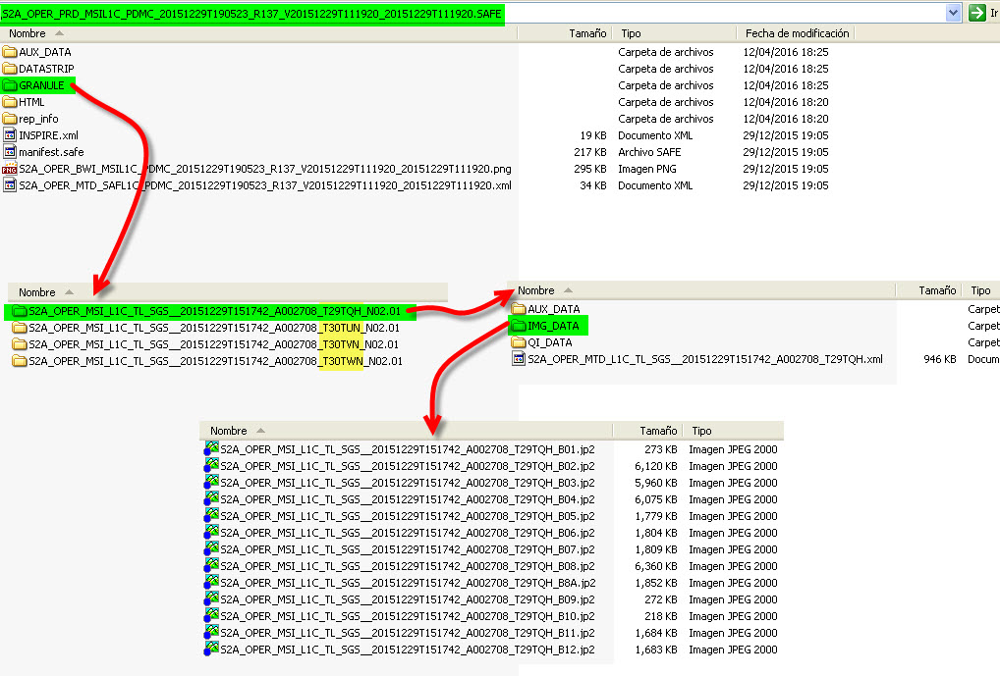 S2A_OPER_PRD_MSIL1C_PDMC_20151229T190523_R137_V20151229T111920_20151229T111920.SAFE Ir
Nombre Tamaño Tipo Fecha de modificación
AUX_DATA Carpeta de archivos 12/04/2016 18:25
DATASTRIP Carpeta de archivos 12/04/2016 18:25
GRANULE Carpeta de archivos 12/04/2016 18:25
HTML Carpeta de archivos 12/04/2016 18:20
rep_info Carpeta de archivos 12/04/2016 18:20
INSPIRE.xml 19 KB Documento XML 29/12/2015 19:05
manifest.safe 217 KB Archivo SAFE 29/12/2015 19:05
PNG S2A_OPER_BWI_MSIL1C_PDMC_20151229T190523_R137_V20151229T111920_20151229T111920.png 295 KB Imagen PNG 29/12/2015 19:05
S2A_OPER_MTD_SAFL1C_PDMC_20151229T190523_R137_V20151229T111920_20151229T111920.xml 34 KB Documento XML 29/12/2015 19:05
Nombre
S2A_OPER_MSI_L1C_TL_SGS__20151229T151742_A002708_T29TQH_N02.01
S2A_OPER_MSI_L1C_TL_SGS__20151229T151742_A002708_T30TUN_N02.01
S2A_OPER_MSI_L1C_TL_SGS__20151229T151742_A002708_T30TVN_N02.01
S2A_OPER_MSI_L1C_TL_SGS__20151229T151742_A002708_T30TWN_N02.01
Nombre Tamaño Tipo
AUX_DATA Carpet
IMG_DATA Carpet
QI_DATA Carpet
S2A_OPER_MTD_L1C_TL_SGS__20151229T151742_A002708_T29TQH.xml 946 KB Docum
Nombre Tamaño Tipo
S2A_OPER_MSI_L1C_TL_SGS__20151229T151742_A002708_T29TQH_B01.jp2 273 KB Imagen JPEG 2000
S2A_OPER_MSI_L1C_TL_SGS__20151229T151742_A002708_T29TQH_B02.jp2 6,120 KB Imagen JPEG 2000
S2A_OPER_MSI_L1C_TL_SGS__20151229T151742_A002708_T29TQH_B03.jp2 5,960 KB Imagen JPEG 2000
S2A_OPER_MSI_L1C_TL_SGS__20151229T151742_A002708_T29TQH_B04.jp2 6,075 KB Imagen JPEG 2000
S2A_OPER_MSI_L1C_TL_SGS__20151229T151742_A002708_T29TQH_B05.jp2 1,779 KB Imagen JPEG 2000
S2A_OPER_MSI_L1C_TL_SGS__20151229T151742_A002708_T29TQH_B06.jp2 1,804 KB Imagen JPEG 2000
S2A_OPER_MSI_L1C_TL_SGS__20151229T151742_A002708_T29TQH_B07.jp2 1,809 KB Imagen JPEG 2000
S2A_OPER_MSI_L1C_TL_SGS__20151229T151742_A002708_T29TQH_B08.jp2 6,360 KB Imagen JPEG 2000
S2A_OPER_MSI_L1C_TL_SGS__20151229T151742_A002708_T29TQH_B8A.jp2 1,852 KB Imagen JPEG 2000
S2A_OPER_MSI_L1C_TL_SGS__20151229T151742_A002708_T29TQH_B09.jp2 272 KB Imagen JPEG 2000
S2A_OPER_MSI_L1C_TL_SGS__20151229T151742_A002708_T29TQH_B10.jp2 218 KB Imagen JPEG 2000
S2A_OPER_MSI_L1C_TL_SGS__20151229T151742_A002708_T29TQH_B11.jp2 1,684 KB Imagen JPEG 2000
S2A_OPER_MSI_L1C_TL_SGS__20151229T151742_A002708_T29TQH_B12.jp2 1,683 KB Imagen JPEG 2000